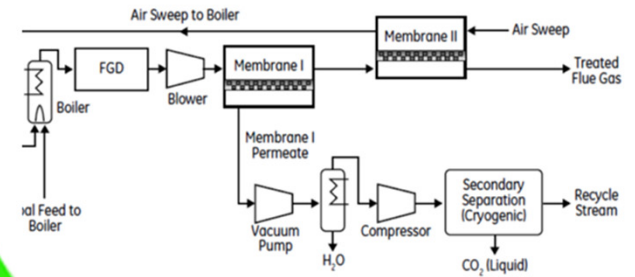 Air Sweep to Boiler
Membrane II
Air Sweep
FGD
Membrane I
Treated
Flue Gas
Blower
Boiler
Membrane I
Permeate
al Feed to
Boiler
Vacuum
Pump
Compressor
Secondary
Separation
(Cryogenic)
Recycle
Stream
H₂O
CO₂ (Liquid)